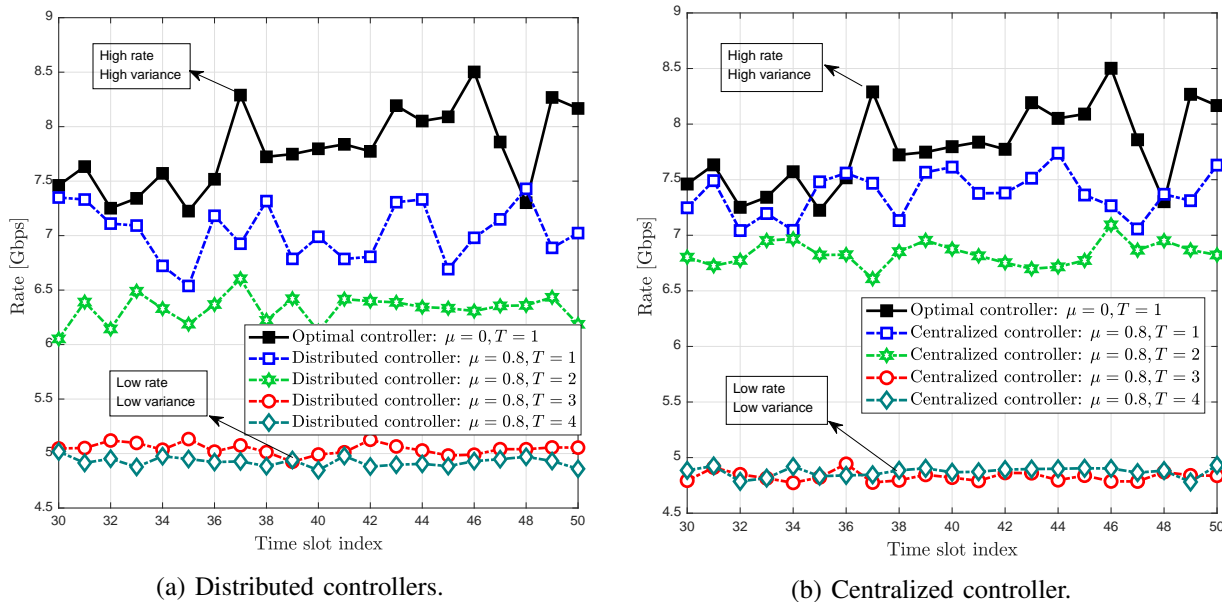 9
8.5
8
7.5
7
6.5
6
5.5
5
4.5
Rate [Gbps]
High rate
High variance
Optimal controller: μ = 0, T = 1
Distributed controller: μ = 0.8, T = 1
Distributed controller: μ = 0.8, T = 2
Distributed controller: μ = 0.8, T = 3
Distributed controller: μ = 0.8, T = 4
Low rate
Low variance
30 32 34 36 38 40 42 44 46 48 50
Time slot index
(a) Distributed controllers.
9
8.5
8
7.5
7
6.5
6
5.5
5
4.5
Rate [Gbps]
High rate
High variance
Optimal controller: μ = 0, T = 1
Centralized controller: μ = 0.8, T = 1
Centralized controller: μ = 0.8, T = 2
Centralized controller: μ = 0.8, T = 3
Centralized controller: μ = 0.8, T = 4
Low rate
Low variance
30 32 34 36 38 40 42 44 46 48 50
Time slot index
(b) Centralized controller.